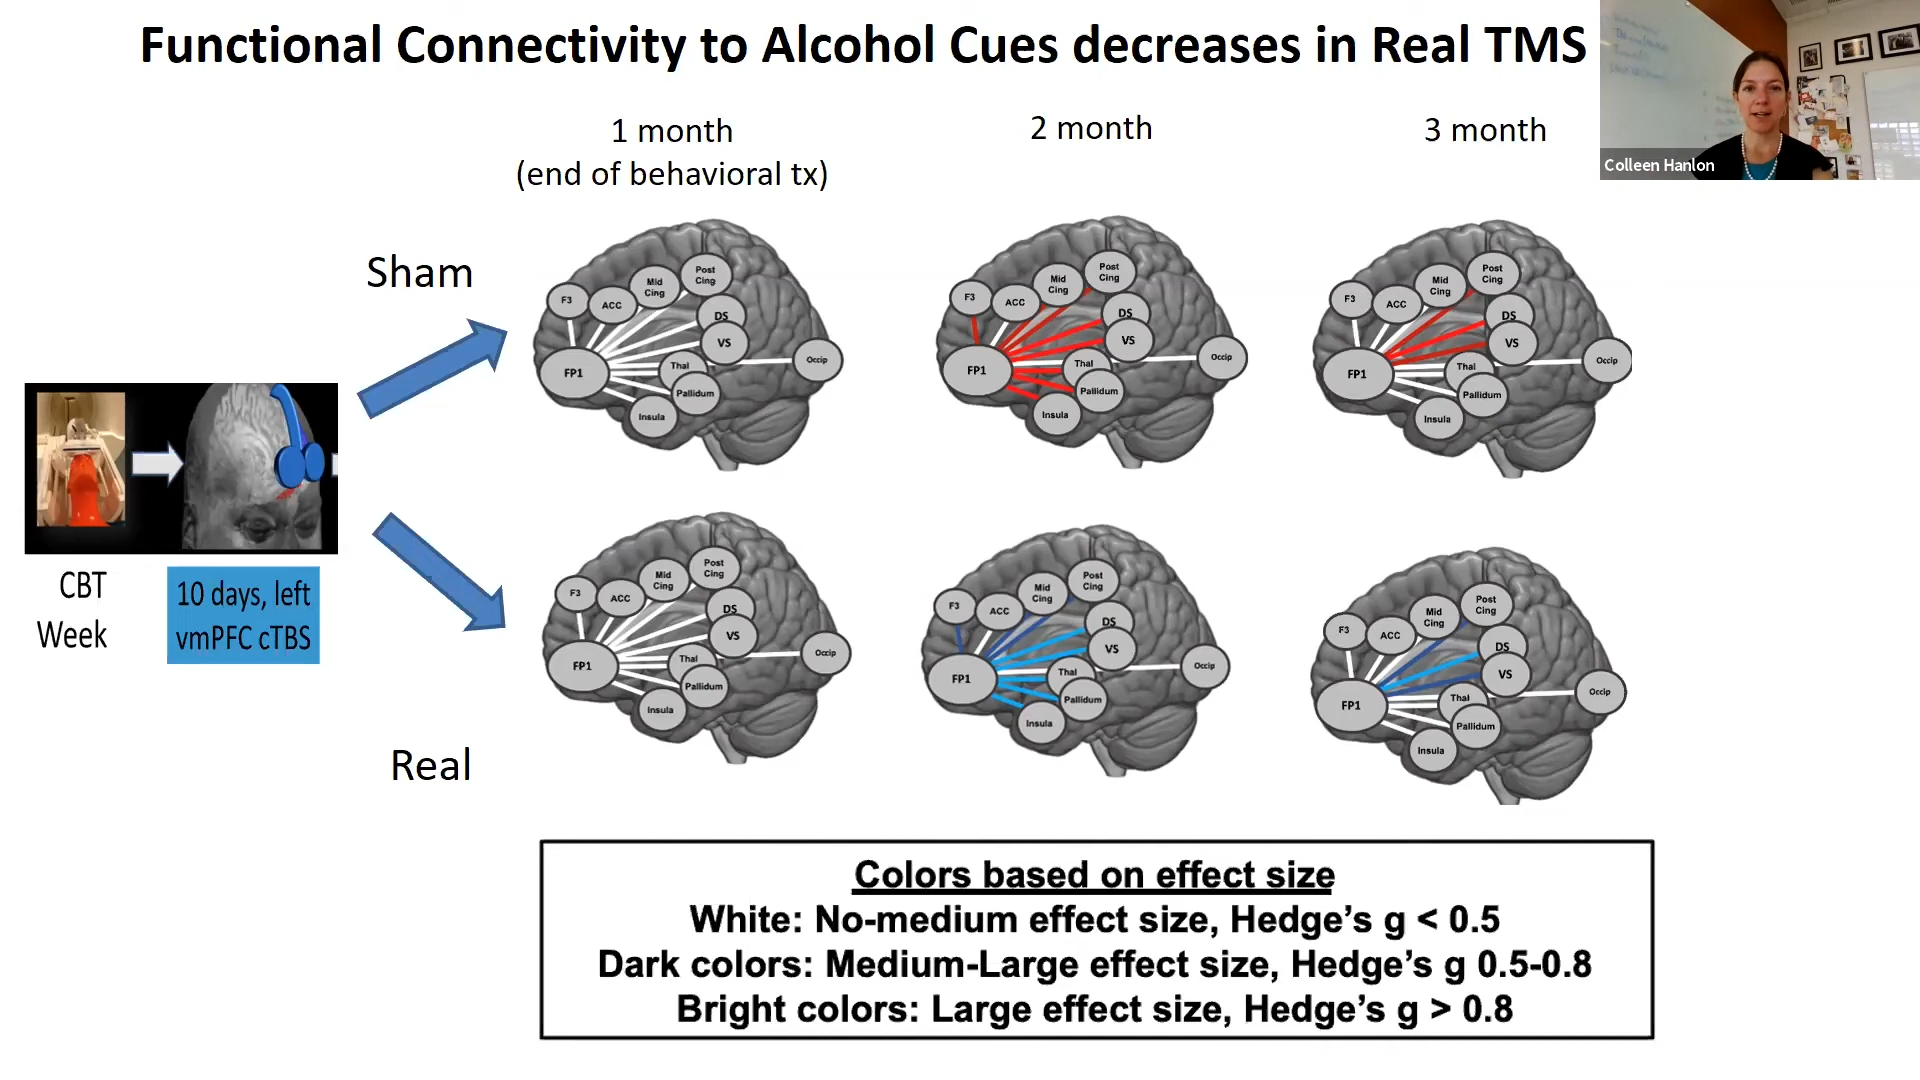 Functional Connectivity to Alcohol Cues decreases in Real TMS
Colleen Hanlon
1 month
(end of behavioral tx)
2 month
3 month
Sham
F3
ACC
Mid
Cing
Post
Cing
DS
VS
FP1
Thal
Pallidum
Insula
Occip
F3
ACC
Mid
Cing
Post
Cing
DS
VS
FP1
Thal
Pallidum
Insula
Occip
F3
ACC
Mid
Cing
Post
Cing
DS
VS
FP1
Thal
Pallidum
Insula
Occip
CBT
Week
10 days, left
vmPFC cTBS
Real
F3
ACC
Mid
Cing
Post
Cing
DS
VS
FP1
Thal
Pallidum
Insula
Occip
F3
ACC
Mid
Cing
Post
Cing
DS
VS
FP1
Thal
Pallidum
Insula
Occip
F3
ACC
Mid
Cing
Post
Cing
DS
VS
FP1
Thal
Pallidum
Insula
Occip
Colors based on effect size
White: No-medium effect size, Hedge's g < 0.5
Dark colors: Medium-Large effect size, Hedge's g 0.5-0.8
Bright colors: Large effect size, Hedge's g > 0.8